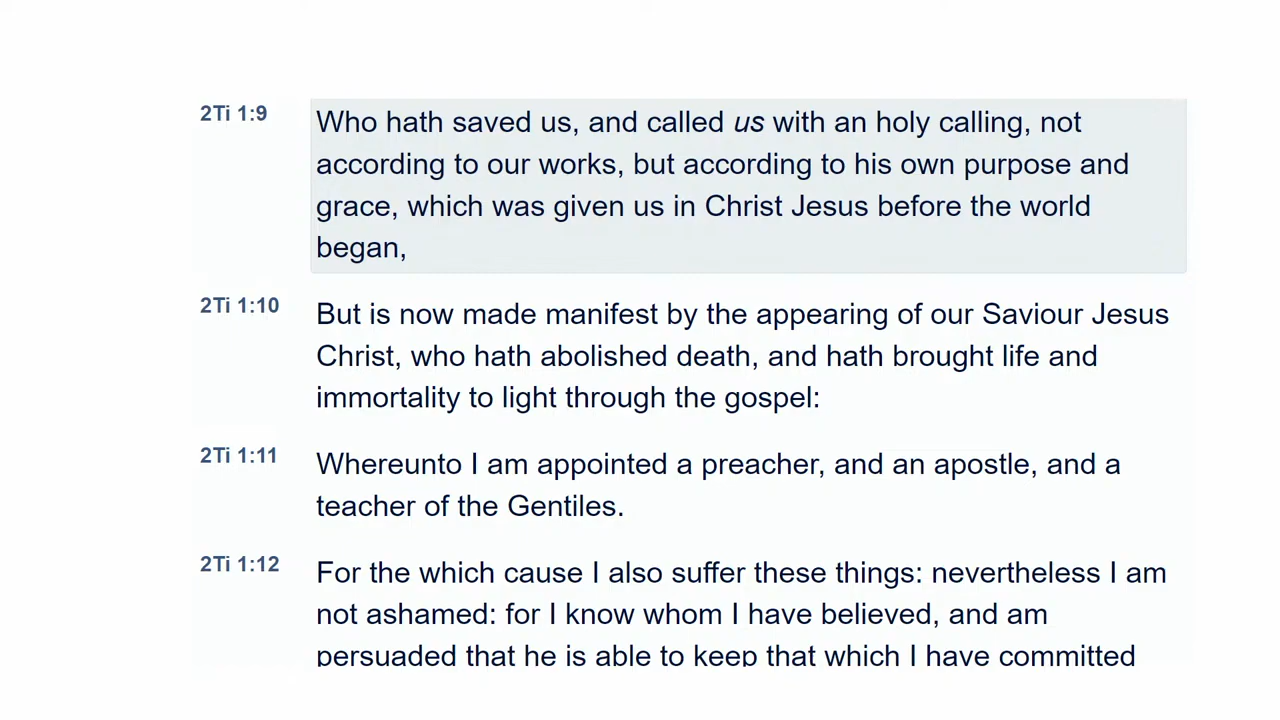 2Ti 1:9 Who hath saved us, and called us with an holy calling, not
according to our works, but according to his own purpose and
grace, which was given us in Christ Jesus before the world
began,
2Ti 1:10 But is now made manifest by the appearing of our Saviour Jesus
Christ, who hath abolished death, and hath brought life and
immortality to light through the gospel:
2Ti 1:11 Whereunto I am appointed a preacher, and an apostle, and a
teacher of the Gentiles.
2Ti 1:12 For the which cause I also suffer these things: nevertheless I am
not ashamed: for I know whom I have believed, and am
persuaded that he is able to keep that which I have committed